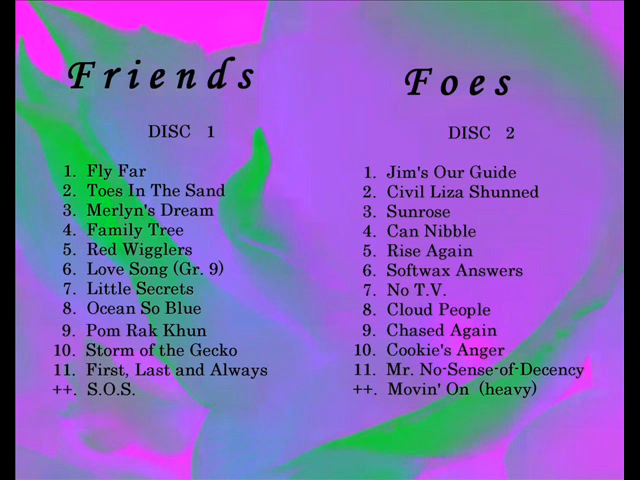 Friends
DISC 1
1. Fly Far
2. Toes In The Sand
3. Merlyn's Dream
4. Family Tree
5. Red Wigglers
6. Love Song (Gr. 9)
7. Little Secrets
8. Ocean So Blue
9. Pom Rak Khun
10. Storm of the Gecko
11. First, Last and Always
++. S.O.S.
Foes
DISC 2
1. Jim's Our Guide
2. Civil Liza Shunned
3. Sunrose
4. Can Nibble
5. Rise Again
6. Softwax Answers
7. No T.V.
8. Cloud People
9. Chased Again
10. Cookie's Anger
11. Mr. No-Sense-of-Decency
++. Movin' On (heavy)